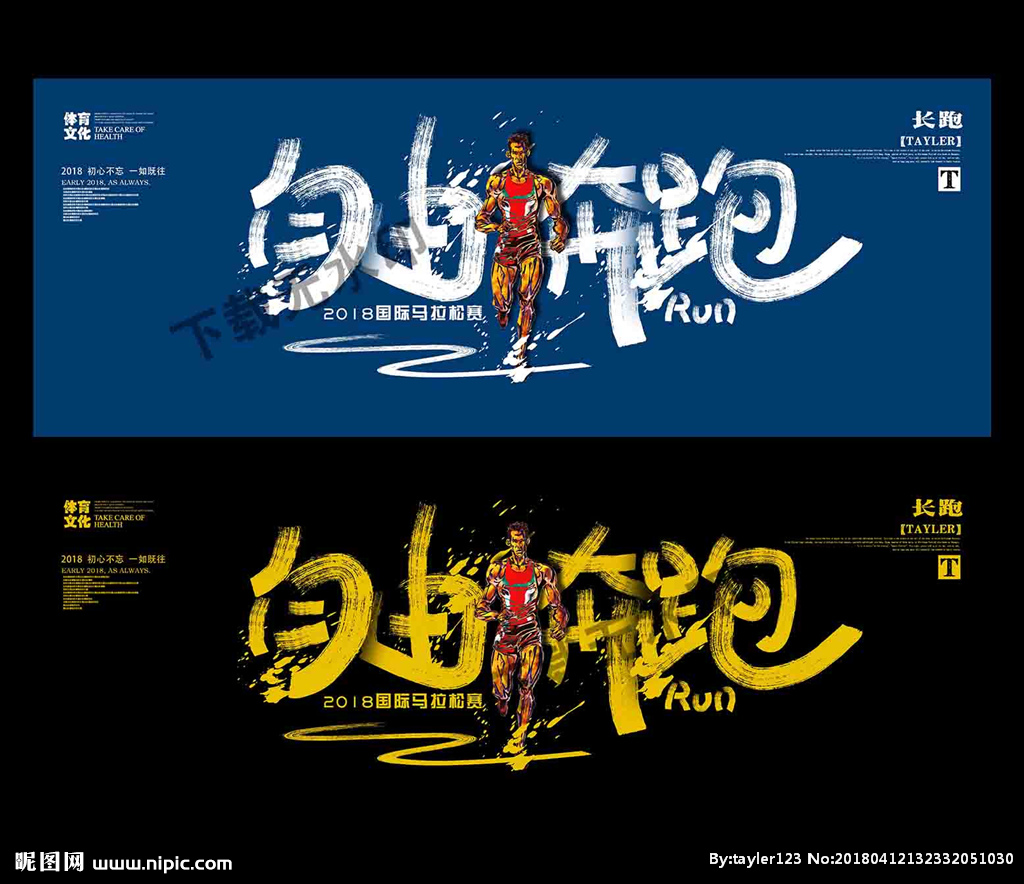 体育
文化
TAKE CARE OF
HEALTH
2018 初心不忘 一如既往
EARLY 2018, AS ALWAYS.
长跑
【TAYLER】
T
自由奔跑
Run
2018国际马拉松赛
下载无水印
体育
文化
TAKE CARE OF
HEALTH
2018 初心不忘 一如既往
EARLY 2018, AS ALWAYS.
长跑
【TAYLER】
T
自由奔跑
Run
2018国际马拉松赛
昵图网 www.nipic.com
By:tayler123 No:20180412132332051030